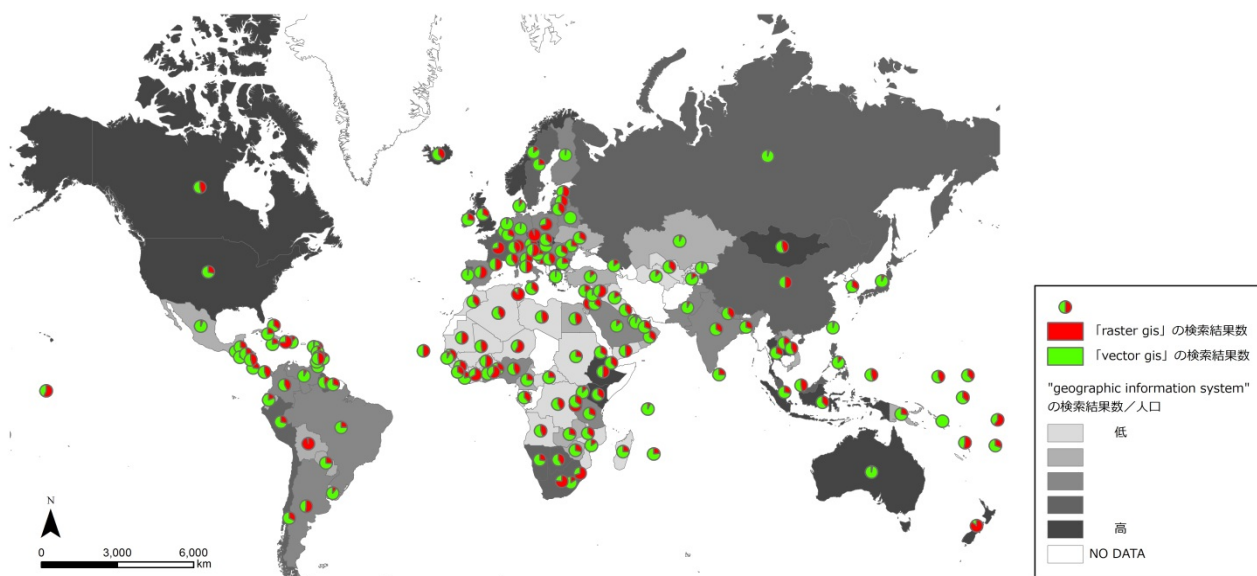 N
0 3,000 6,000
km
「raster gis」の検索結果数
「vector gis」の検索結果数
"geographic information system"
の検索結果数／人口
低
高
NO DATA